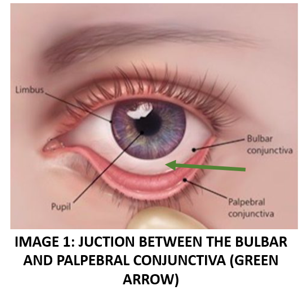 Limbus
Bulbar
conjunctiva
Pupil
Palpebral
conjunctiva
IMAGE 1: JUCTION BETWEEN THE BULBAR
AND PALPEBRAL CONJUNCTIVA (GREEN
ARROW)